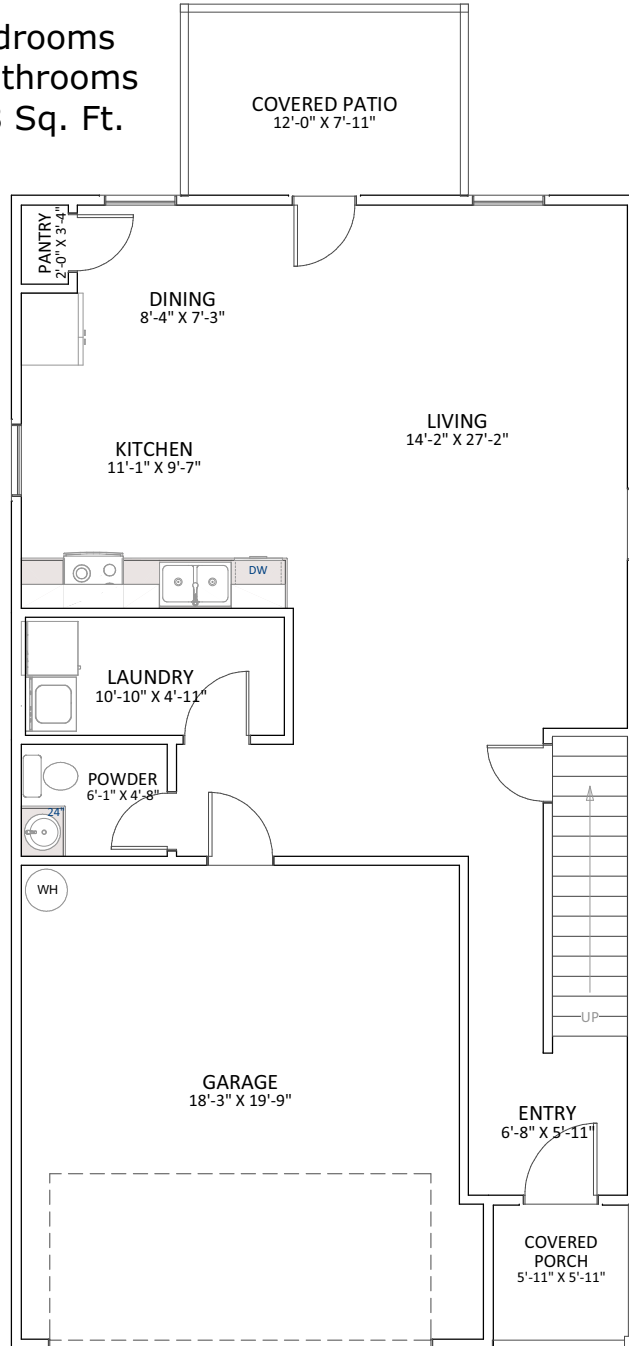 drooms
throoms
Sq. Ft.
COVERED PATIO
12'-0" X 7'-11"
PANTRY
2'-0" X 3'-4"
DINING
8'-4" X 7'-3"
LIVING
14'-2" X 27'-2"
KITCHEN
11'-1" X 9'-7"
DW
LAUNDRY
10'-10" X 4'-11"
POWDER
6'-1" X 4'-8"
24"
WH
UP
GARAGE
18'-3" X 19'-9"
ENTRY
6'-8" X 5'-11"
COVERED
PORCH
5'-11" X 5'-11"